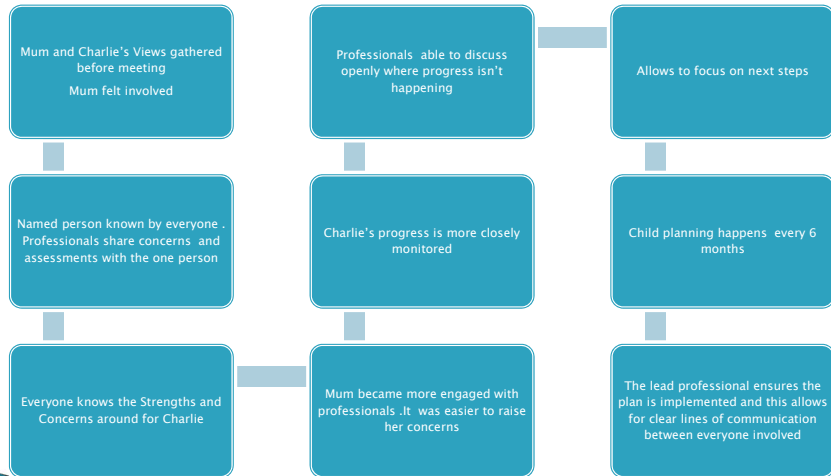 Mum and Charlie's Views gathered
before meeting
Mum felt involved
Named person known by everyone .
Professionals share concerns  and
assessments with the one person
Everyone knows the Strengths and
Concerns around for Charlie
Mum became more engaged with
professionals .It  was easier to raise
her concerns
Charlie's progress is more closely
monitored
Professionals  able to discuss
openly where progress isn't
happening
Allows to focus on next steps
Child planning happens  every 6
months
The lead professional ensures the
plan is implemented and this allows
for clear lines of communication
between everyone involved